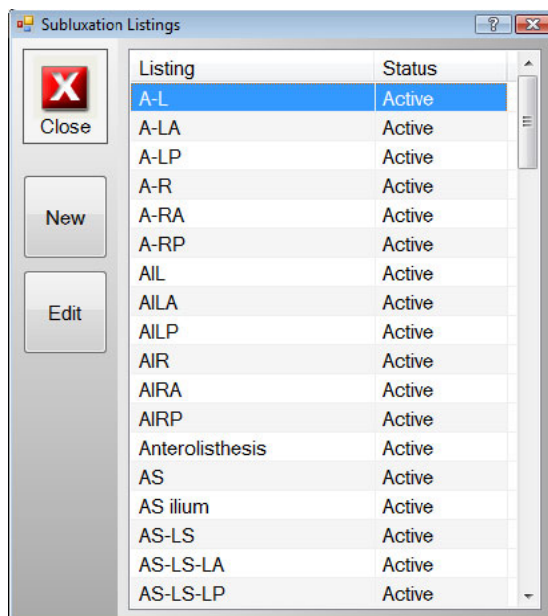 Subluxation Listings
Close
New
Edit
Listing Status
A-L Active
A-LA Active
A-LP Active
A-R Active
A-RA Active
A-RP Active
AIL Active
AILA Active
AILP Active
AIR Active
AIRA Active
AIRP Active
Anterolisthesis Active
AS Active
AS ilium Active
AS-LS Active
AS-LS-LA Active
AS-LS-LP Active